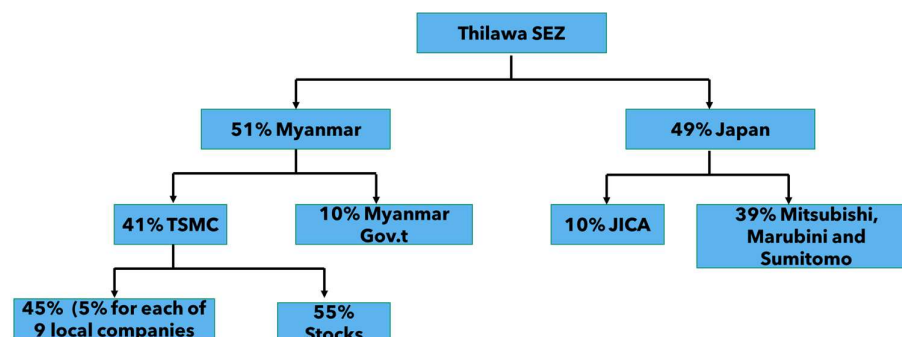 Thilawa SEZ
51% Myanmar
49% Japan
41% TSMC
10% Myanmar
Gov.t
10% JICA
39% Mitsubishi,
Marubini and
Sumitomo
45% (5% for each of
9 local companies
55%
Stocks